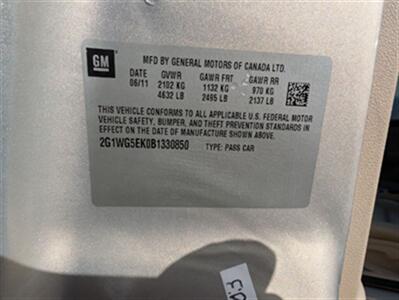 GM
MFD BY GENERAL MOTORS OF CANADA LTD.
DATE GVWR GAWR FRT GAWR RR
06/11 2102 KG 1132 KG 970 KG
4632 LB 2495 LB 2137 LB
THIS VEHICLE CONFORMS TO ALL APPLICABLE U.S. FEDERAL MOTOR
VEHICLE SAFETY, BUMPER, AND THEFT PREVENTION STANDARDS IN
EFFECT ON THE DATE OF MANUFACTURE SHOWN ABOVE.
2G1WG5EK0B1330850 TYPE: PASS CAR